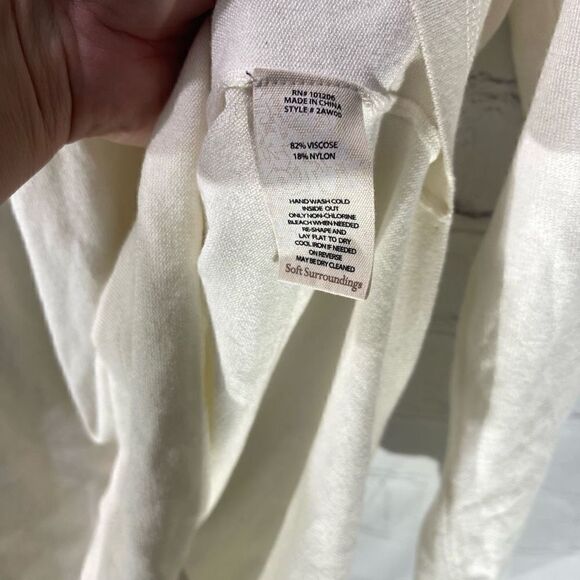 RN# 101206
MADE IN CHINA
STYLE # 2AW00
82% VISCOSE
18% NYLON
HAND WASH COLD
INSIDE OUT
ONLY NON-CHLORINE
BLEACH WHEN NEEDED
RE-SHAPE AND
LAY FLAT TO DRY
COOL IRON IF NEEDED
ON REVERSE
MAY BE DRY CLEANED
Soft Surroundings